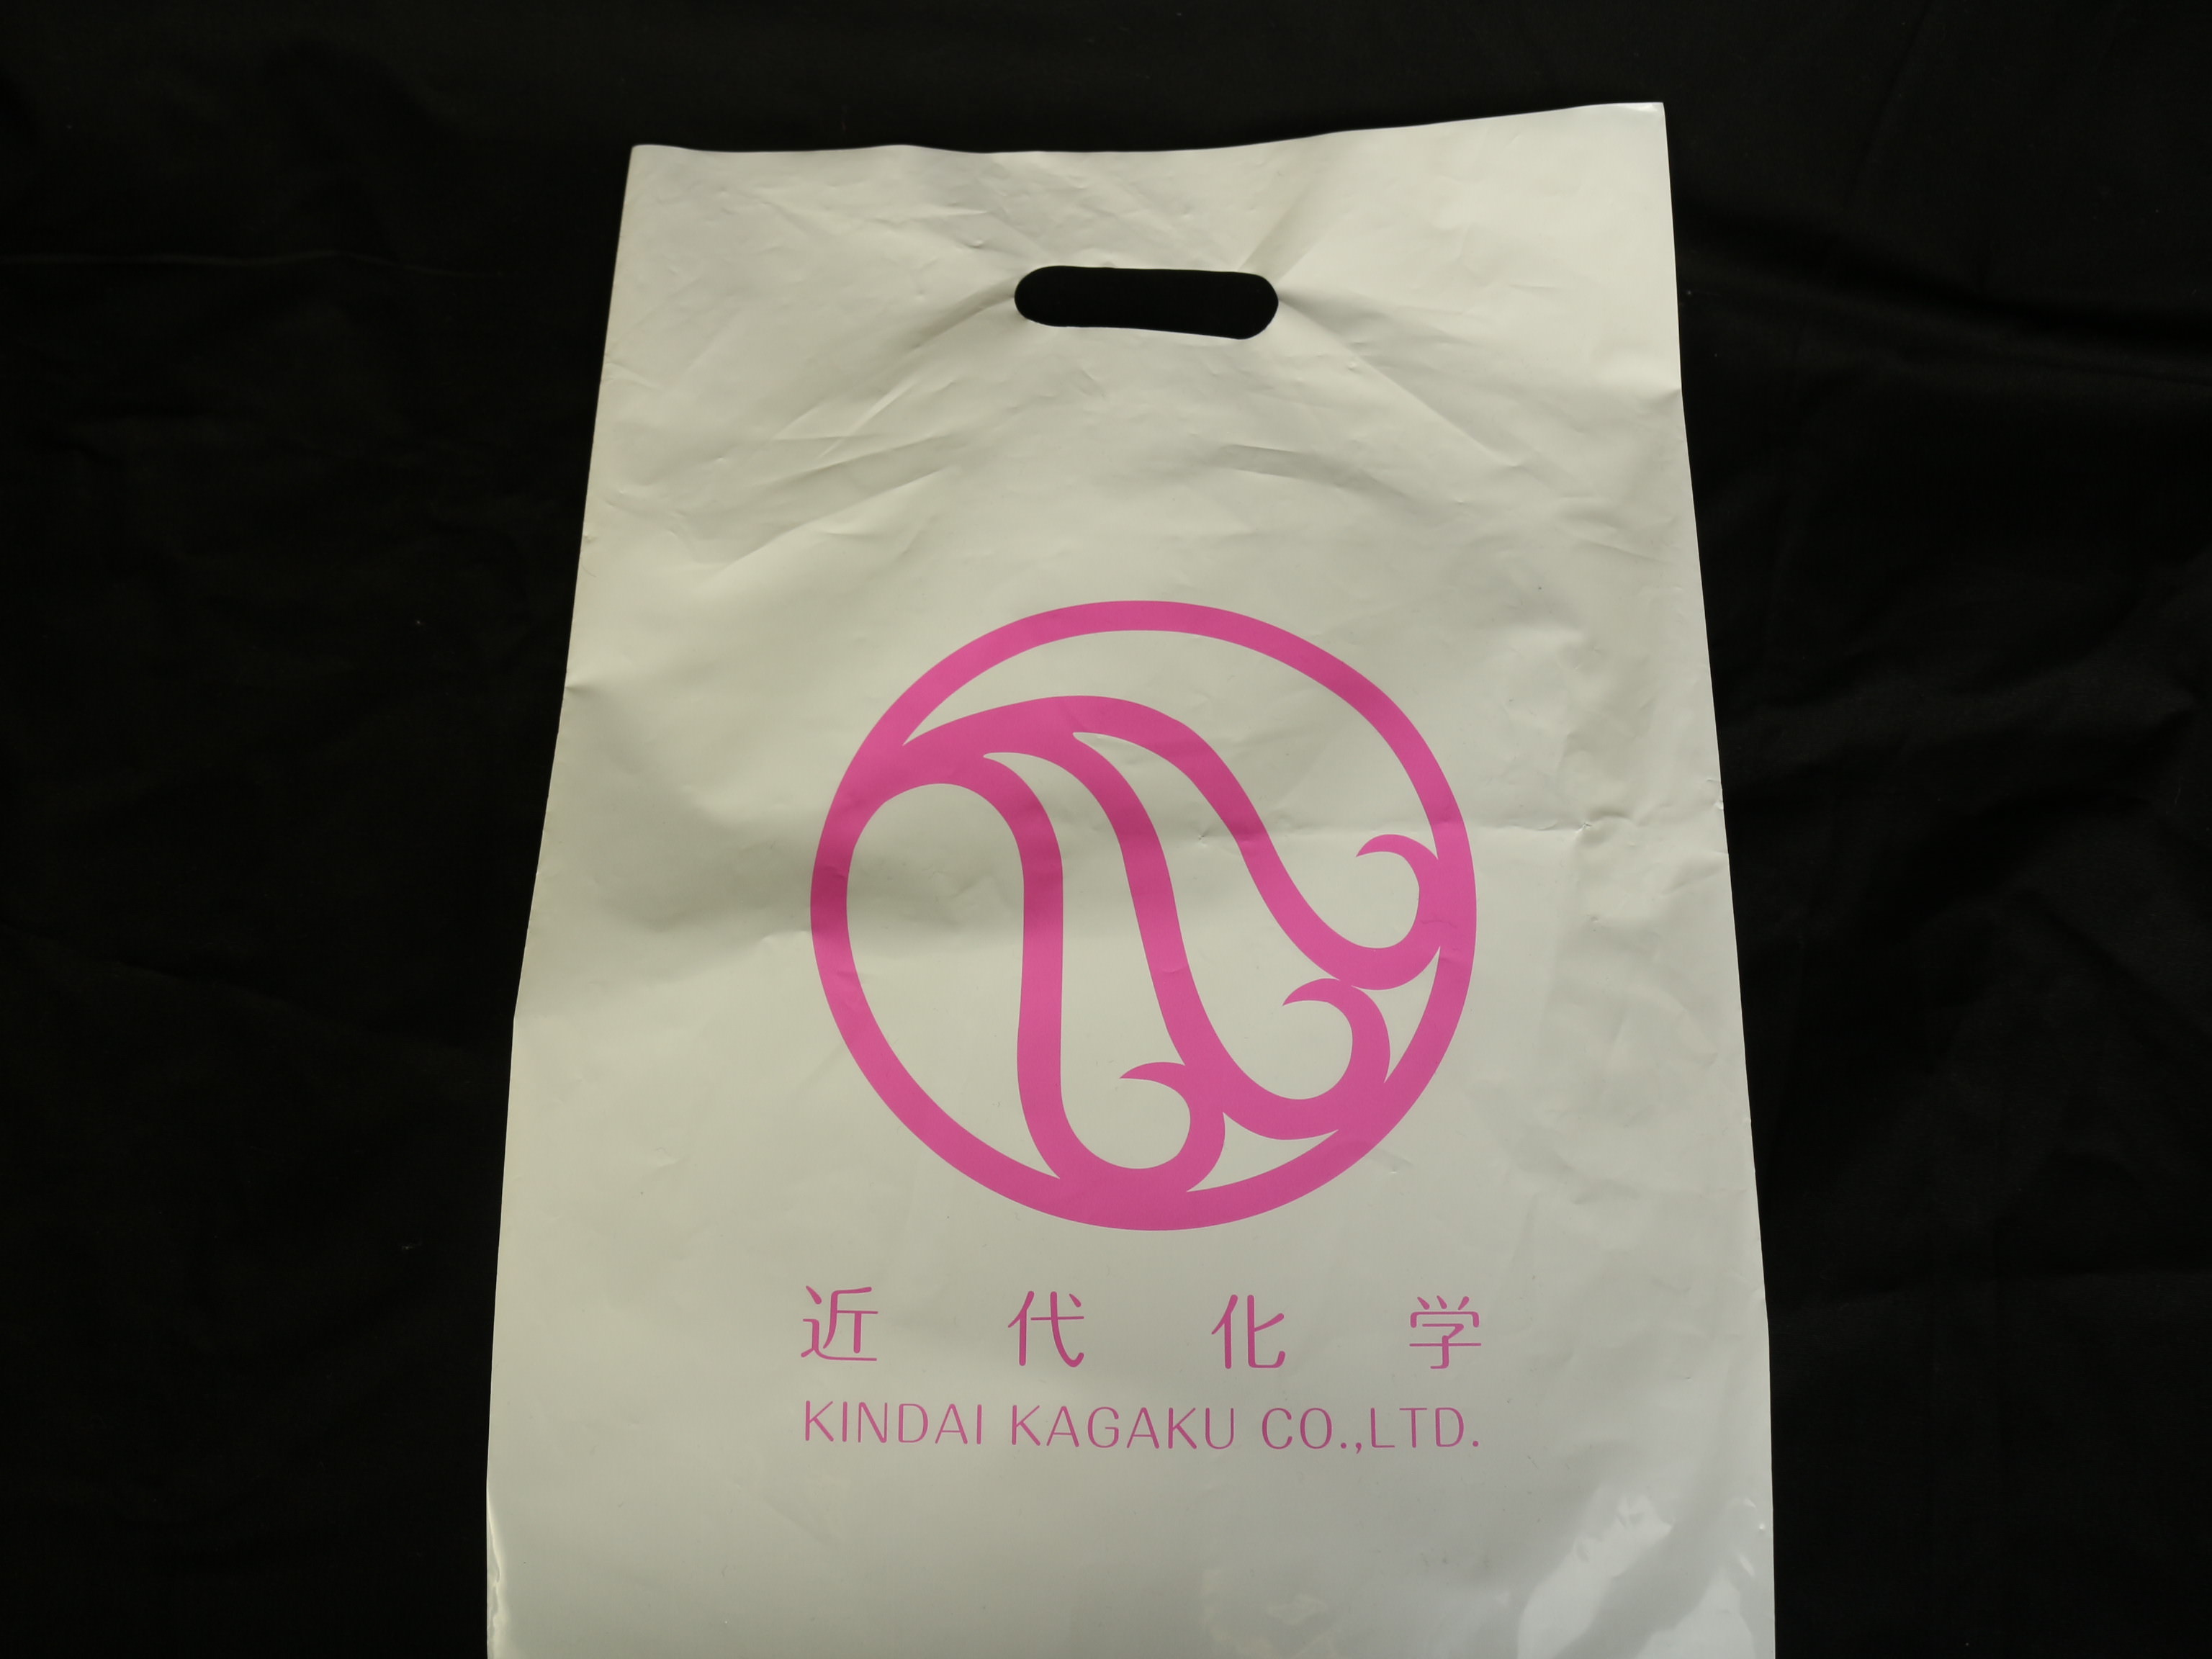 近代化学
KINDAI KAGAKU CO.,LTD.